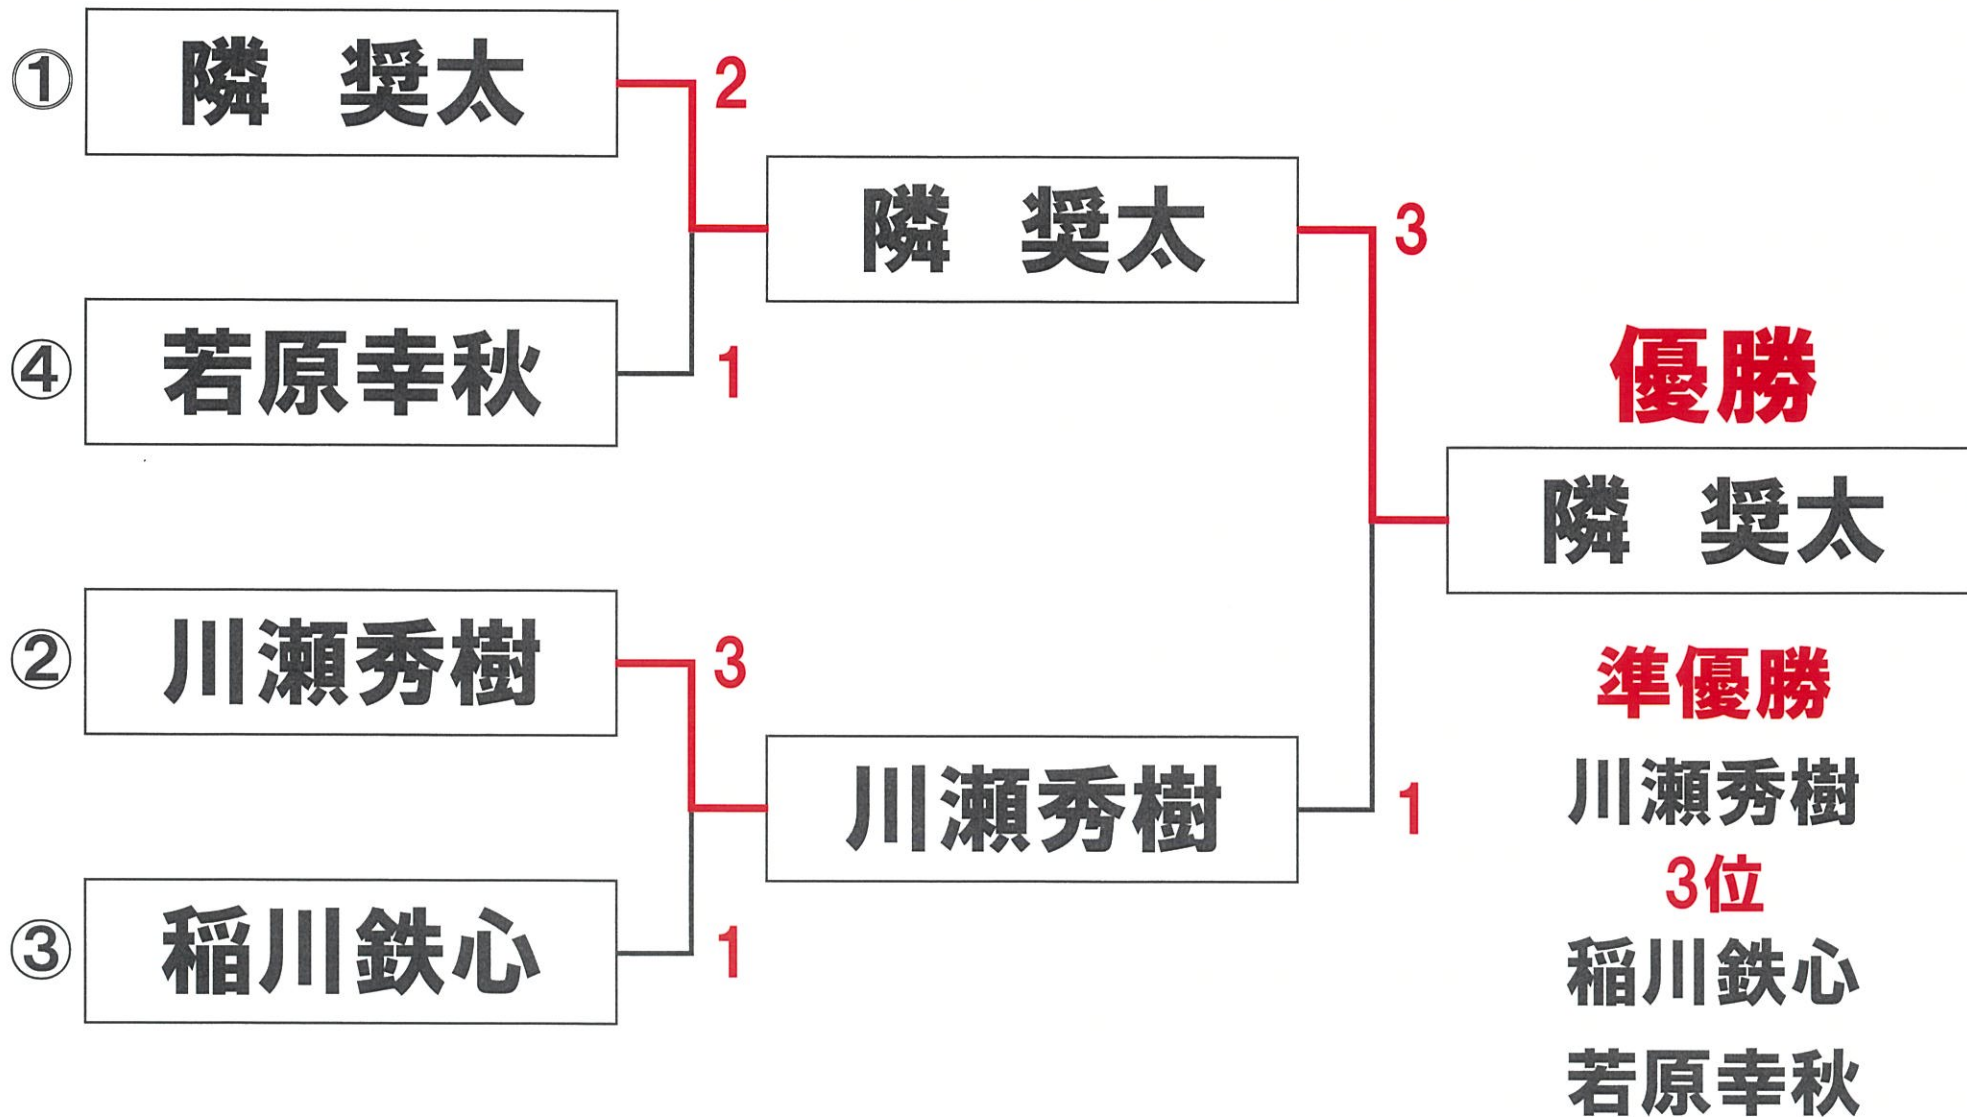 ① 隣 奨太 2
④ 若原幸秋 1
隣 奨太 3
② 川瀬秀樹 3
③ 稲川鉄心 1
川瀬秀樹 1
優勝
隣 奨太
準優勝
川瀬秀樹
3位
稲川鉄心
若原幸秋